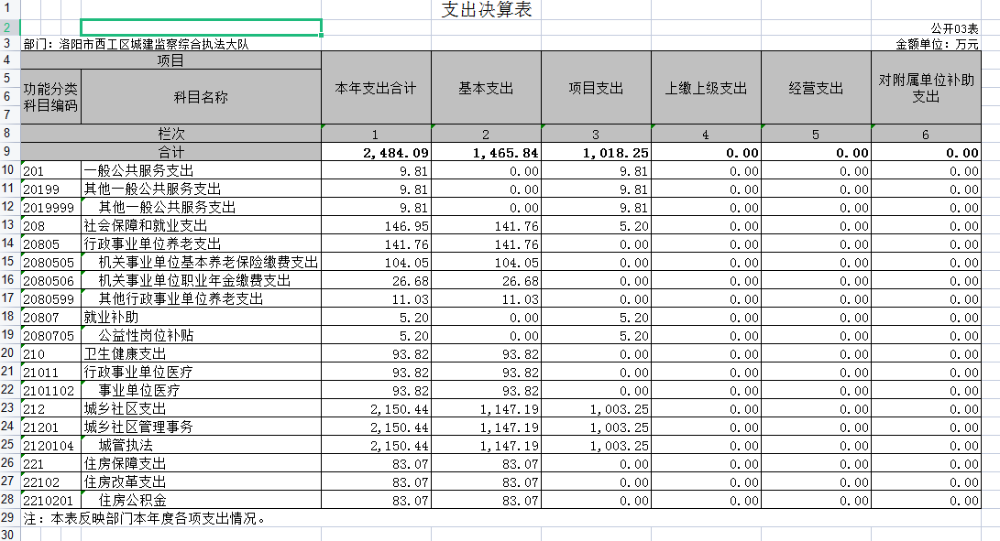 支出决算表
公开03表
部门：洛阳市西工区城建监察综合执法大队 金额单位：万元
项目 本年支出合计 基本支出 项目支出 上缴上级支出 经营支出 对附属单位补助支出
功能分类科目编码 科目名称
栏次 1 2 3 4 5 6
合计 2,484.09 1,465.84 1,018.25 0.00 0.00 0.00
201 一般公共服务支出 9.81 0.00 9.81 0.00 0.00 0.00
20199 其他一般公共服务支出 9.81 0.00 9.81 0.00 0.00 0.00
2019999 其他一般公共服务支出 9.81 0.00 9.81 0.00 0.00 0.00
208 社会保障和就业支出 146.95 141.76 5.20 0.00 0.00 0.00
20805 行政事业单位养老支出 141.76 141.76 0.00 0.00 0.00 0.00
2080505 机关事业单位基本养老保险缴费支出 104.05 104.05 0.00 0.00 0.00 0.00
2080506 机关事业单位职业年金缴费支出 26.68 26.68 0.00 0.00 0.00 0.00
2080599 其他行政事业单位养老支出 11.03 11.03 0.00 0.00 0.00 0.00
20807 就业补助 5.20 0.00 5.20 0.00 0.00 0.00
2080705 公益性岗位补贴 5.20 0.00 5.20 0.00 0.00 0.00
210 卫生健康支出 93.82 93.82 0.00 0.00 0.00 0.00
21011 行政事业单位医疗 93.82 93.82 0.00 0.00 0.00 0.00
2101102 事业单位医疗 93.82 93.82 0.00 0.00 0.00 0.00
212 城乡社区支出 2,150.44 1,147.19 1,003.25 0.00 0.00 0.00
21201 城乡社区管理事务 2,150.44 1,147.19 1,003.25 0.00 0.00 0.00
2120104 城管执法 2,150.44 1,147.19 1,003.25 0.00 0.00 0.00
221 住房保障支出 83.07 83.07 0.00 0.00 0.00 0.00
22102 住房改革支出 83.07 83.07 0.00 0.00 0.00 0.00
2210201 住房公积金 83.07 83.07 0.00 0.00 0.00 0.00
注：本表反映部门本年度各项支出情况。